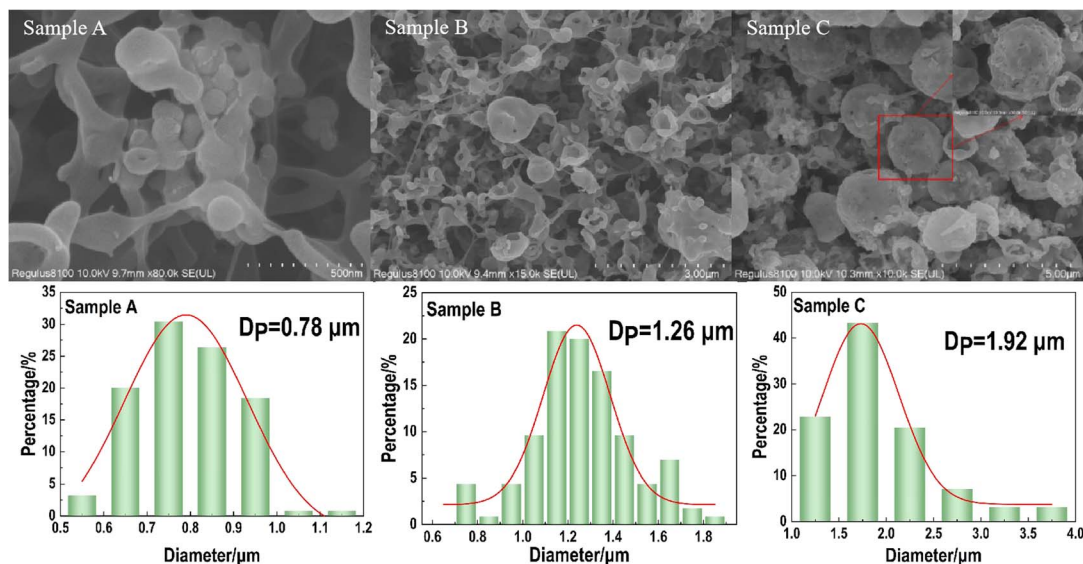 Sample A
Sample B
Sample C
Regulus8100 10.0kV 9.7mm x80.0k SE(UL)
500nm
Regulus8100 10.0kV 9.4mm x15.0k SE(UL)
3.00µm
Regulus8100 10.0kV 10.3mm x10.0k SE(UL)
5.00µm
Sample A
DP=0.78 µm
Percentage/%
35
30
25
20
15
10
5
0
0.5 0.6 0.7 0.8 0.9 1.0 1.1 1.2
Diameter/µm
Sample B
DP=1.26 µm
Percentage/%
25
20
15
10
5
0
0.6 0.8 1.0 1.2 1.4 1.6 1.8
Diameter/µm
Sample C
DP=1.92 µm
Percentage/%
50
40
30
20
10
0
1.0 1.5 2.0 2.5 3.0 3.5 4.0
Diameter/µm